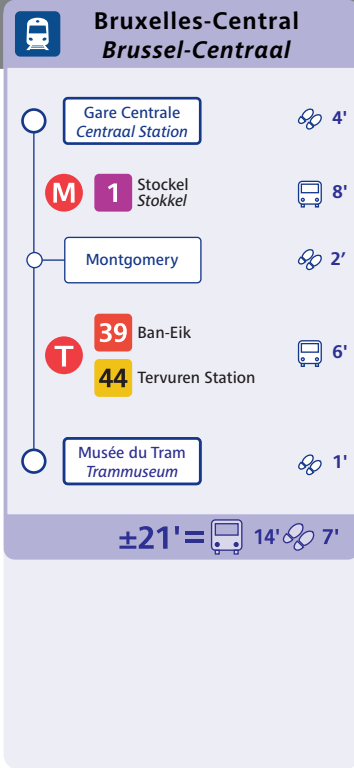 Bruxelles-Central
Brussel-Centraal
Gare Centrale
Centraal Station
4'
M 1 Stockel
Stokkel
8'
Montgomery
2’
T
39 Ban-Eik
44 Tervuren Station
6'
Musée du Tram
Trammuseum
1'
±21'= 14' 7'